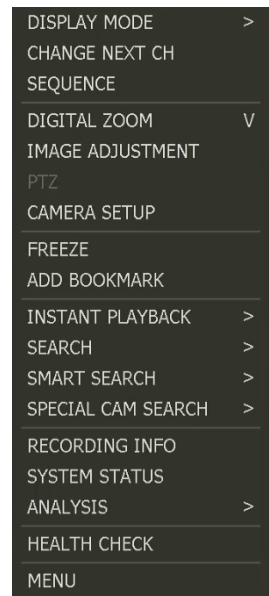 DISPLAY MODE >
CHANGE NEXT CH
SEQUENCE
DIGITAL ZOOM V
IMAGE ADJUSTMENT
PTZ
CAMERA SETUP
FREEZE
ADD BOOKMARK
INSTANT PLAYBACK >
SEARCH >
SMART SEARCH >
SPECIAL CAM SEARCH >
RECORDING INFO
SYSTEM STATUS
ANALYSIS >
HEALTH CHECK
MENU